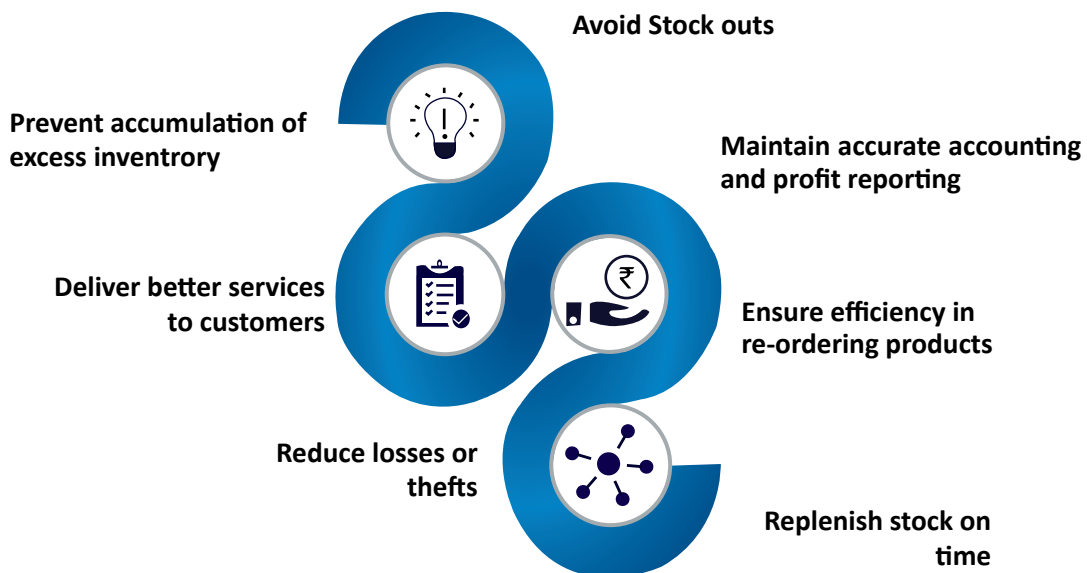 Avoid Stock outs
Prevent accumulation of
excess inventrory
Maintain accurate accounting
and profit reporting
Deliver better services
to customers
₹
Ensure efficiency in
re-ordering products
Reduce losses or
thefts
Replenish stock on
time